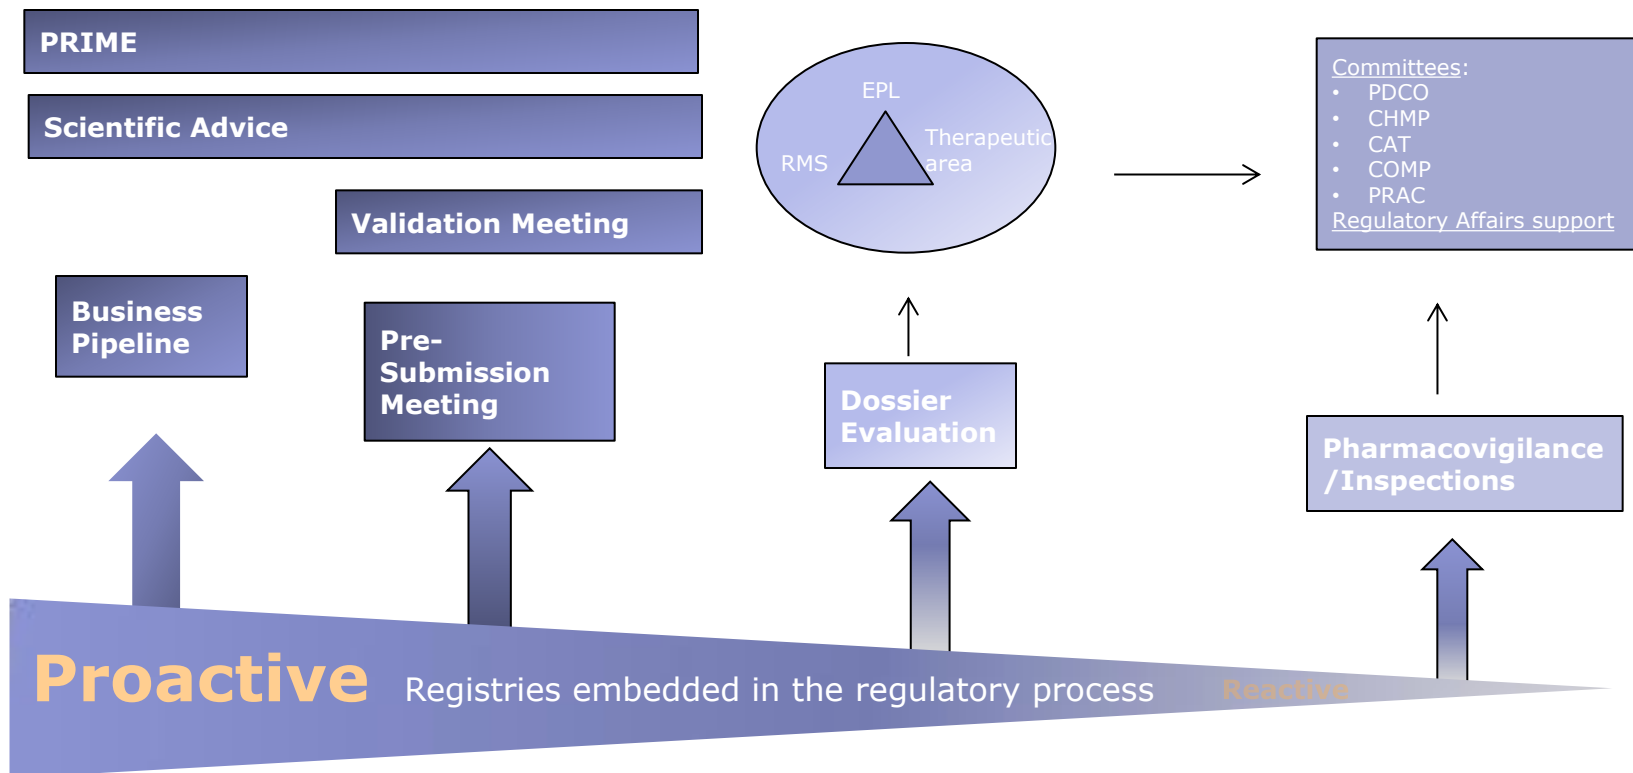 PRIME
Scientific Advice
Validation Meeting
Business
Pipeline
Pre-
Submission
Meeting
EPL
RMS
Therapeutic
area
Dossier
Evaluation
Committees:
• PDCO
• CHMP
• CAT
• COMP
• PRAC
Regulatory Affairs support
Pharmacovigilance
/Inspections
Proactive Registries embedded in the regulatory process Reactive